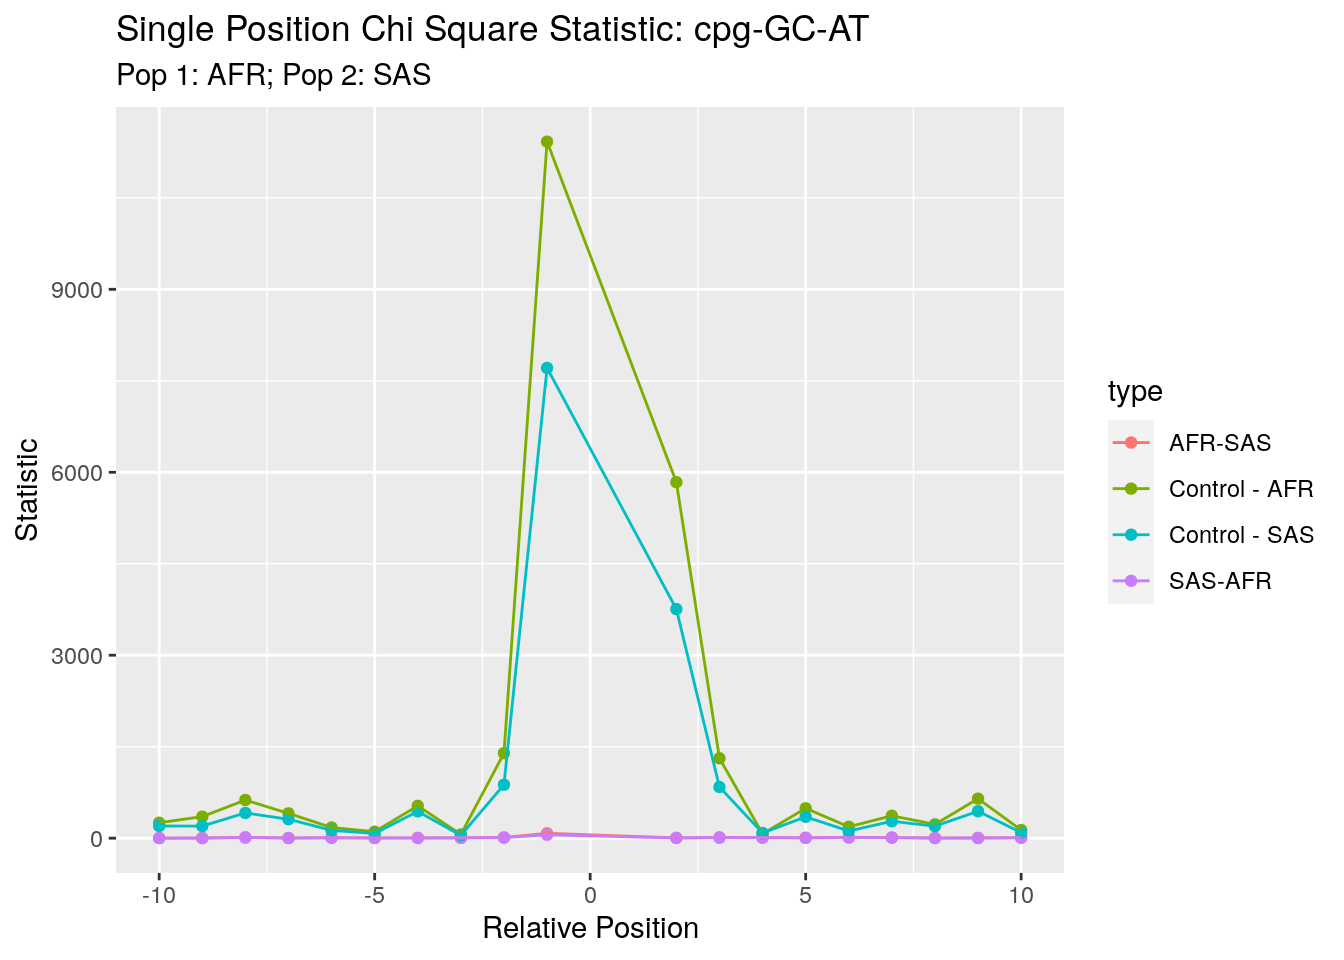 Single Position Chi Square Statistic: cpg-GC-AT
Pop 1: AFR; Pop 2: SAS
Statistic
9000
6000
3000
0
-10
-5
0
5
10
Relative Position
type
AFR-SAS
Control - AFR
Control - SAS
SAS-AFR